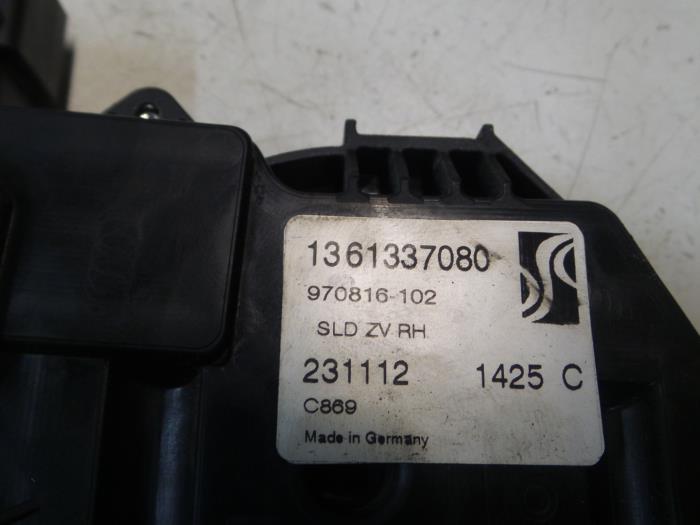 1361337080
970816-102
SLD ZV RH
231112 1425 C
C869
Made in Germany